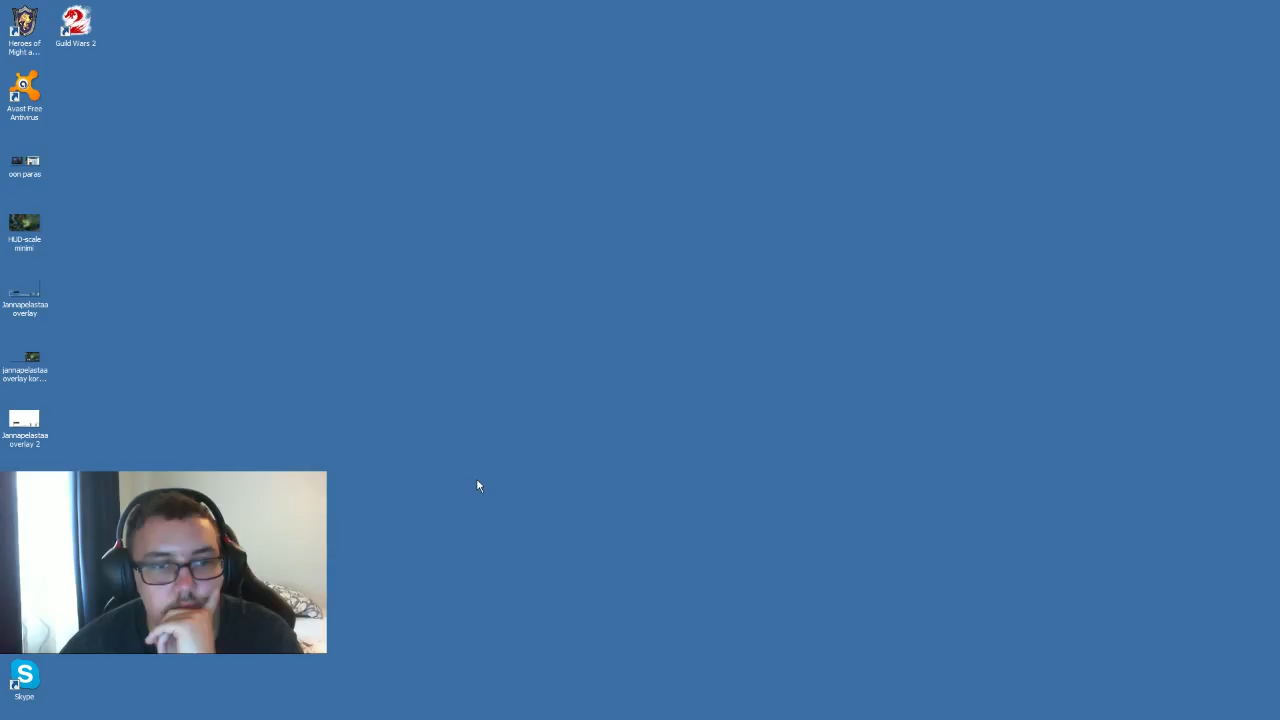 Heroes of
Might a...
Guild Wars 2
Avast Free
Antivirus
oon paras
HUD-scale
minimi
Jannapelastaa
overlay
jannapelastaa
overlay kor...
Jannapelastaa
overlay 2
Skype